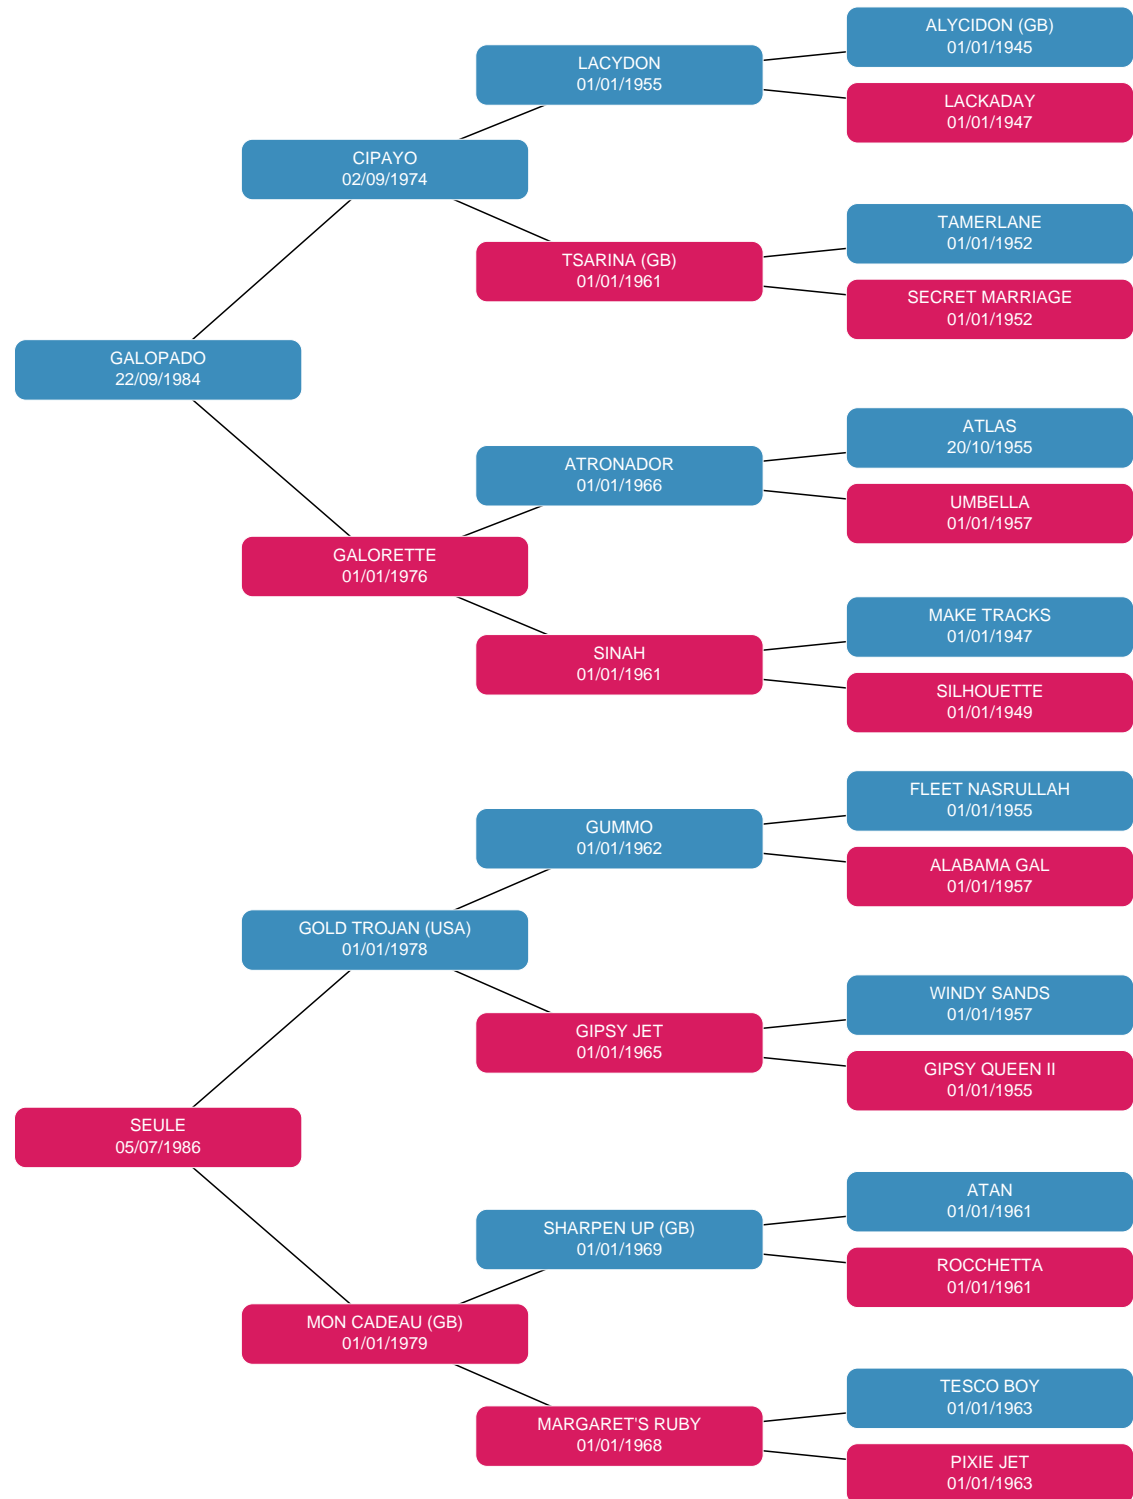 ALYCIDON (GB)
01/01/1945
LACYDON
01/01/1955
LACKADAY
01/01/1947
CIPAYO
02/09/1974
TAMERLANE
01/01/1952
TSARINA (GB)
01/01/1961
SECRET MARRIAGE
01/01/1952
GALOPADO
22/09/1984
ATLAS
20/10/1955
ATRONADOR
01/01/1966
UMBELLA
01/01/1957
GALORETTE
01/01/1976
MAKE TRACKS
01/01/1947
SINAH
01/01/1961
SILHOUETTE
01/01/1949
FLEET NASRULLAH
01/01/1955
GUMMO
01/01/1962
ALABAMA GAL
01/01/1957
GOLD TROJAN (USA)
01/01/1978
WINDY SANDS
01/01/1957
GIPSY JET
01/01/1965
GIPSY QUEEN II
01/01/1955
SEULE
05/07/1986
ATAN
01/01/1961
SHARPEN UP (GB)
01/01/1969
ROCCHETTA
01/01/1961
MON CADEAU (GB)
01/01/1979
TESCO BOY
01/01/1963
MARGARET'S RUBY
01/01/1968
PIXIE JET
01/01/1963